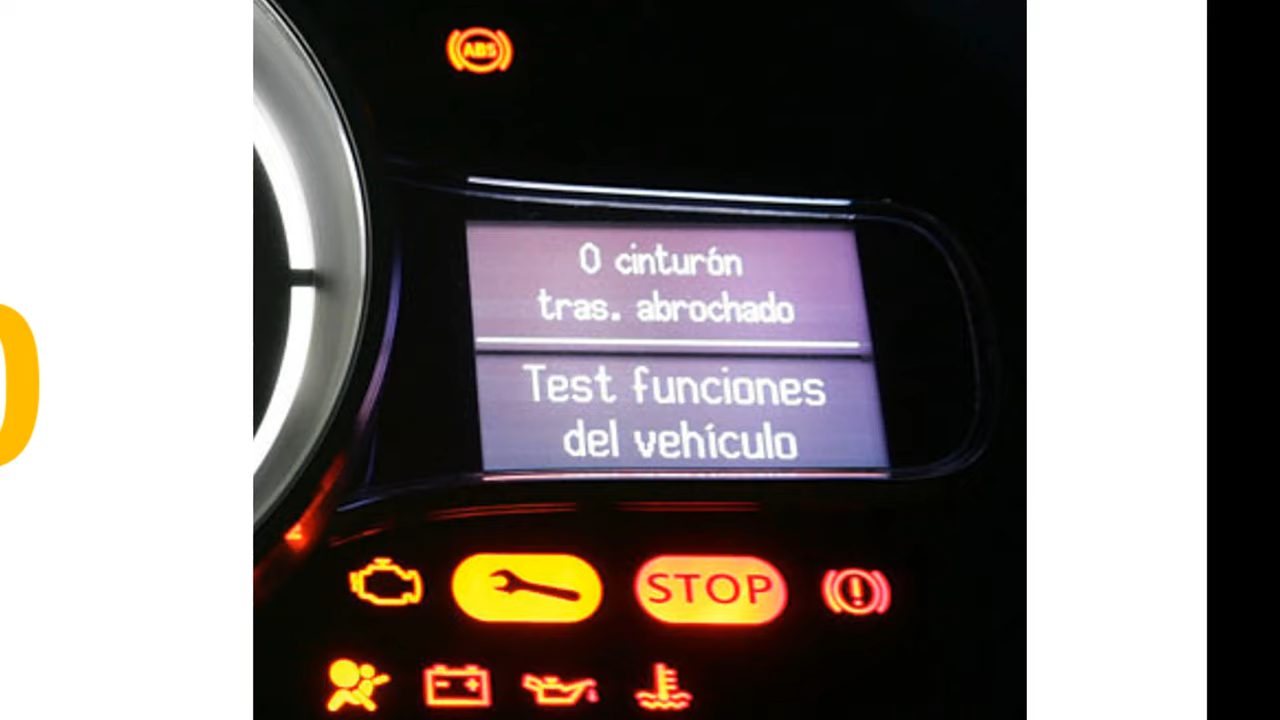 ABS
0 cinturón
tras. abrochado
Test funciones
del vehículo
STOP